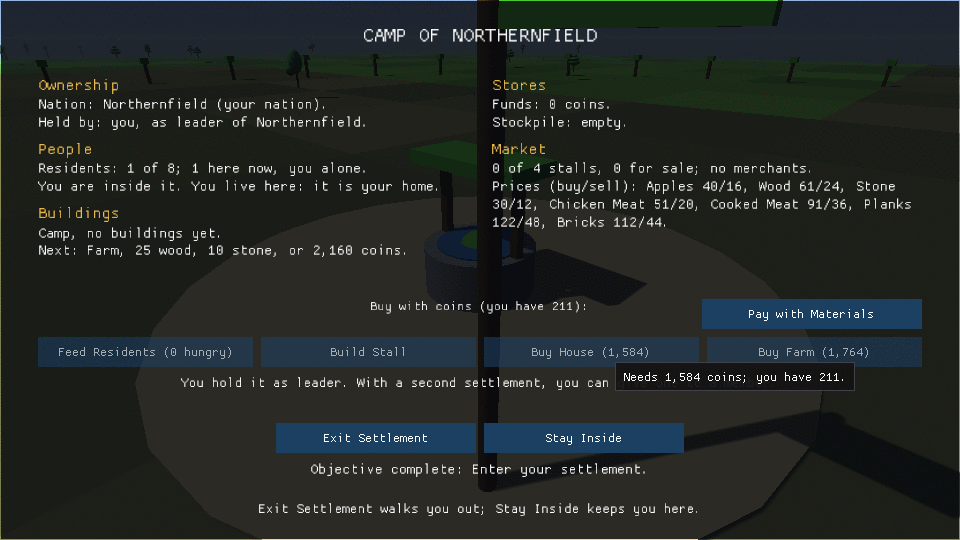 CAMP OF NORTHERNFIELD
Ownership
Nation: Northernfield (your nation).
Held by: you, as leader of Northernfield.
People
Residents: 1 of 8; 1 here now, you alone.
You are inside it. You live here: it is your home.
Buildings
Camp, no buildings yet.
Next: Farm, 25 wood, 10 stone, or 2,160 coins.
Stores
Funds: 0 coins.
Stockpile: empty.
Market
0 of 4 stalls, 0 for sale; no merchants.
Prices (buy/sell): Apples 40/16, Wood 61/24, Stone
30/12, Chicken Meat 51/20, Cooked Meat 91/36, Planks
122/48, Bricks 112/44.
Buy with coins (you have 211):
Pay with Materials
Feed Residents (0 hungry)
Build Stall
Buy House (1,584)
Buy Farm (1,764)
You hold it as leader. With a second settlement, you can
Needs 1,584 coins; you have 211.
Exit Settlement
Stay Inside
Objective complete: Enter your settlement.
Exit Settlement walks you out; Stay Inside keeps you here.